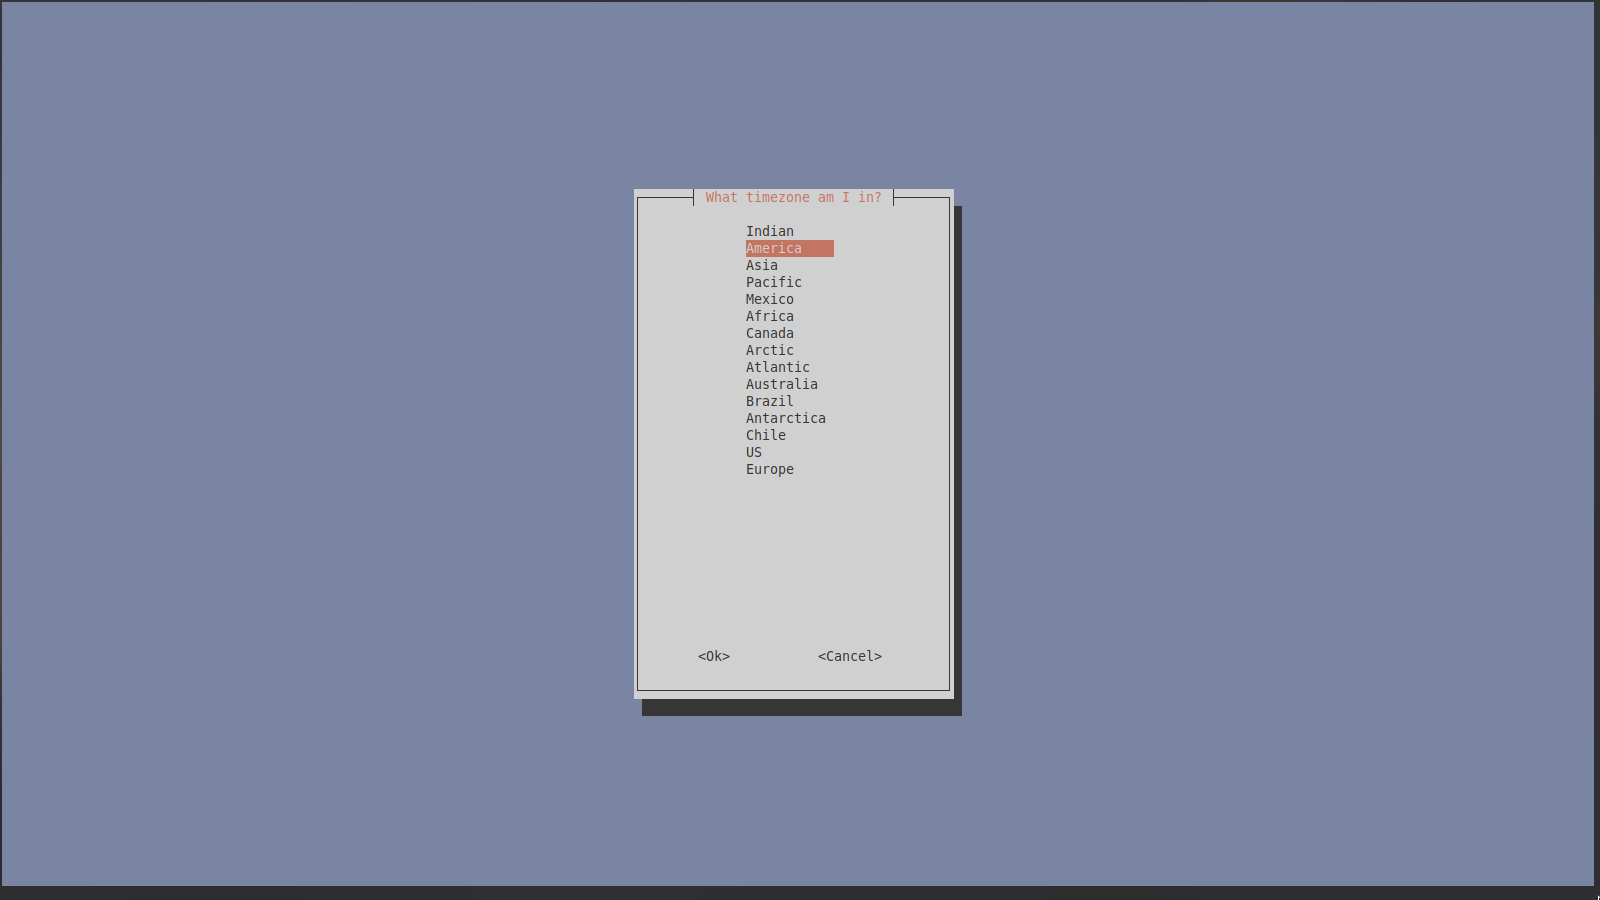 What timezone am I in?
Indian
America
Asia
Pacific
Mexico
Africa
Canada
Arctic
Atlantic
Australia
Brazil
Antarctica
Chile
US
Europe
<Ok> <Cancel>